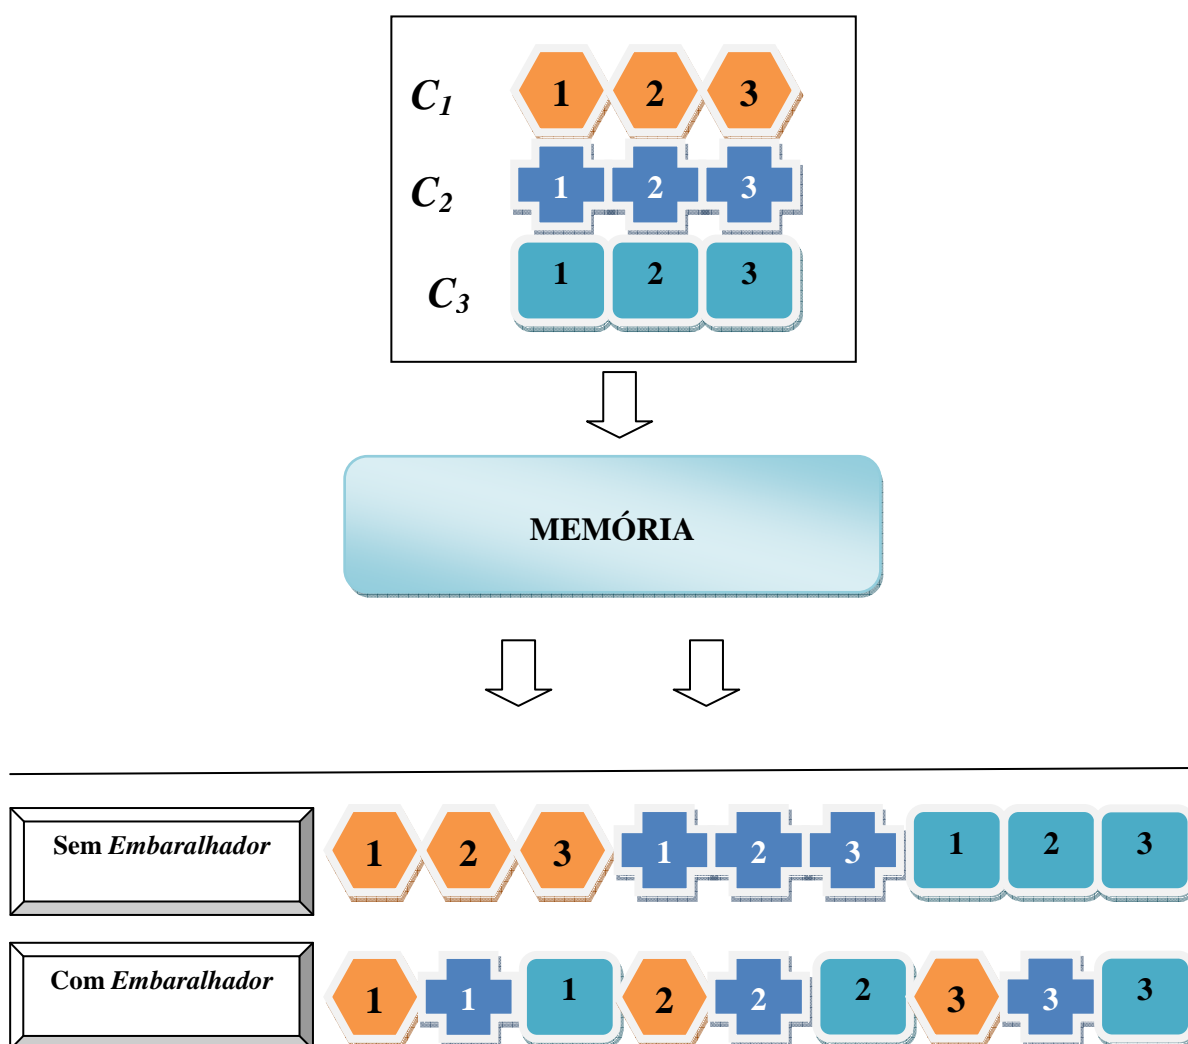 C1 1 2 3
C2 1 2 3
C3 1 2 3
MEMÓRIA
Sem Embaralhador 1 2 3 1 2 3 1 2 3
Com Embaralhador 1 1 1 2 2 2 3 3 3